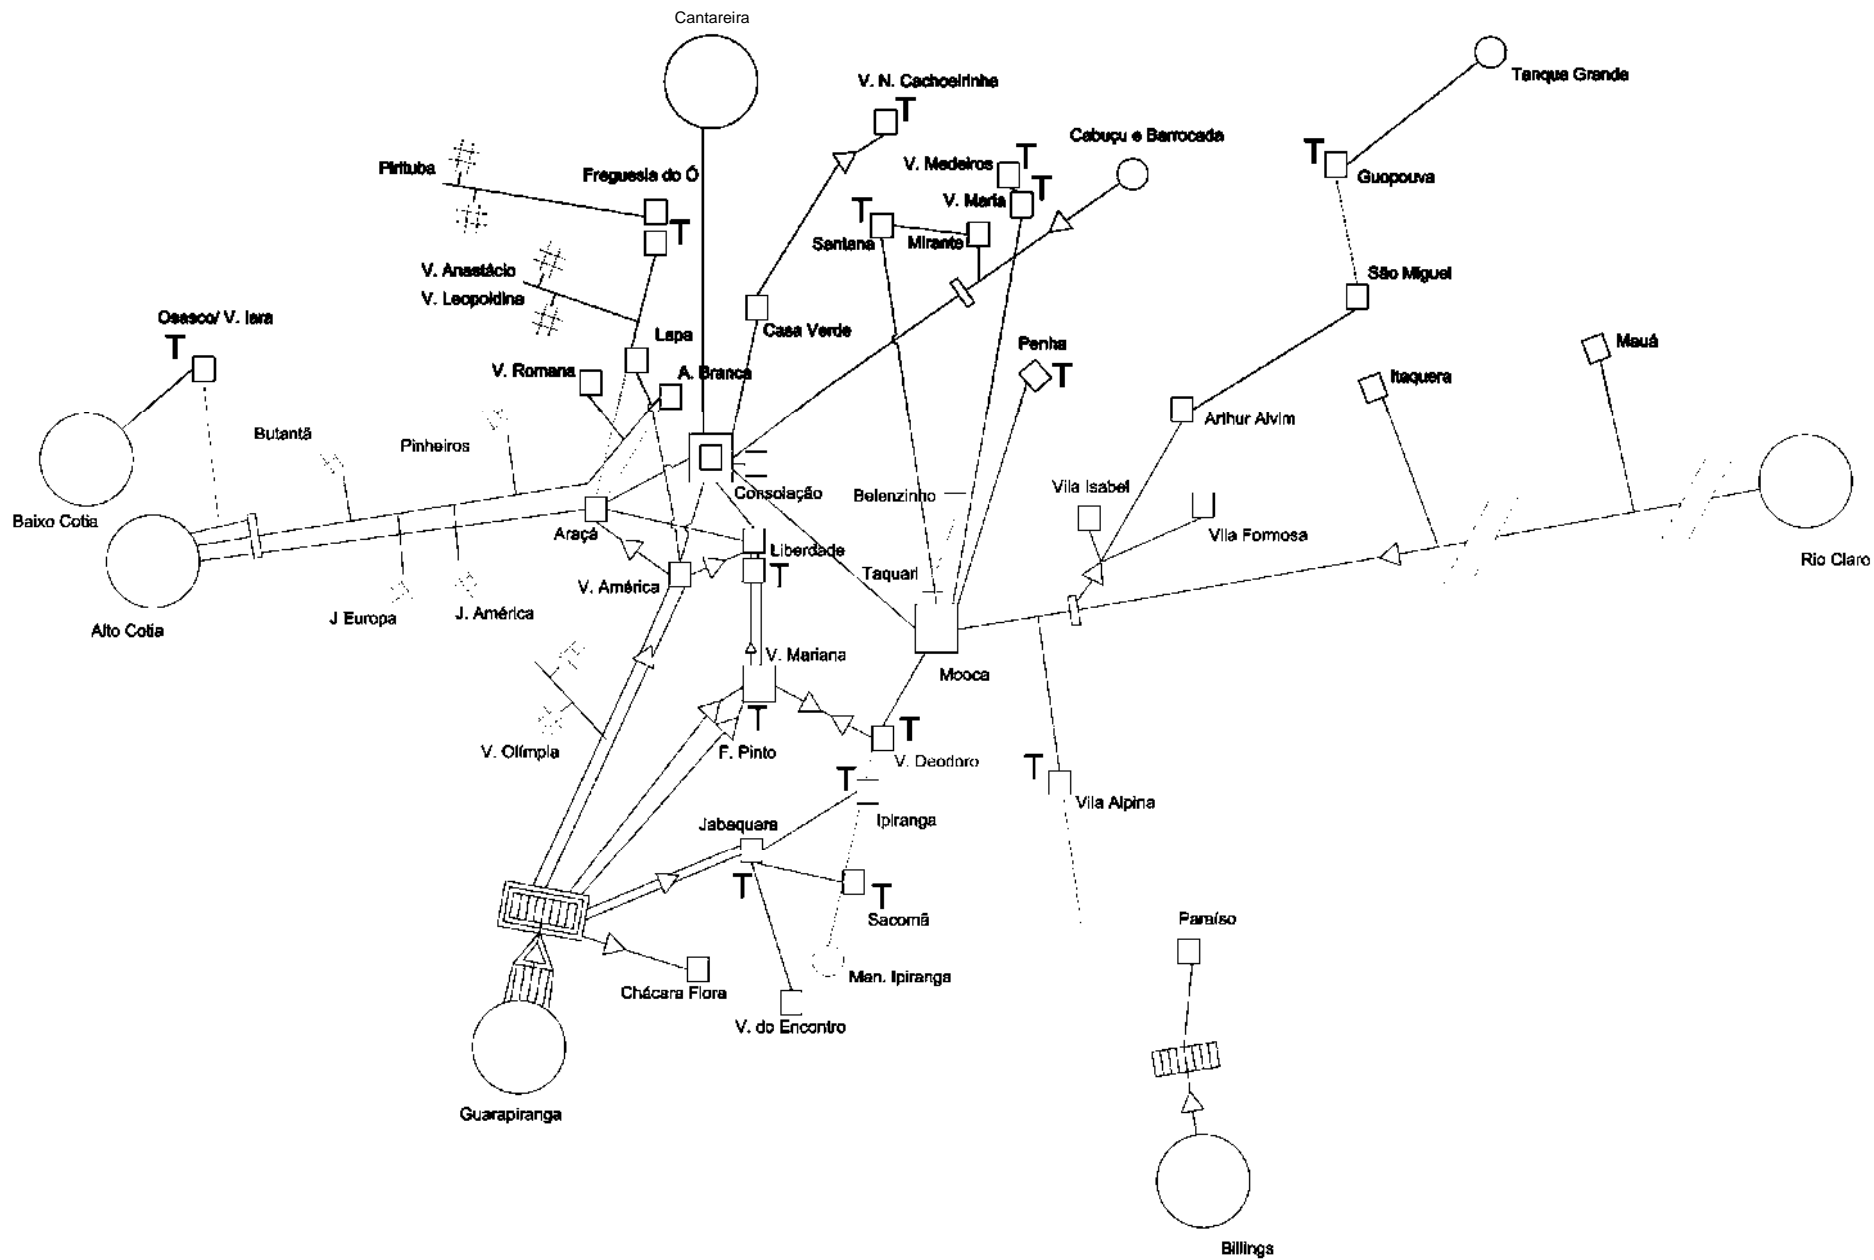 Cantareira
V. N. Cachoeirinha
T
Tanque Grande
Cabuçu e Barrocada
Pirituba
Freguesia do Ó
T
V. Medeiros
T
V. Maria
T
T
Guopouva
T
Santana
Mirante
V. Anastácio
V. Leopoldina
São Miguel
Osasco/ V. Iara
T
Lapa
Casa Verde
V. Romana
A. Branca
Penha
T
Itaquera
Mauá
Arthur Alvim
Butantã
Pinheiros
Baixo Cotia
Consolação
Belenzinho
Vila Isabel
Vila Formosa
Araçá
Liberdade
T
V. América
Taquari
Rio Claro
Alto Cotia
J Europa
J. América
V. Mariana
Mooca
T
F. Pinto
V. Olímpia
T
V. Deodoro
T
Ipiranga
T
Vila Alpina
Jabaquara
T
T
Sacomã
Paraíso
Chácara Flora
Man. Ipiranga
V. do Encontro
Guarapiranga
Billings